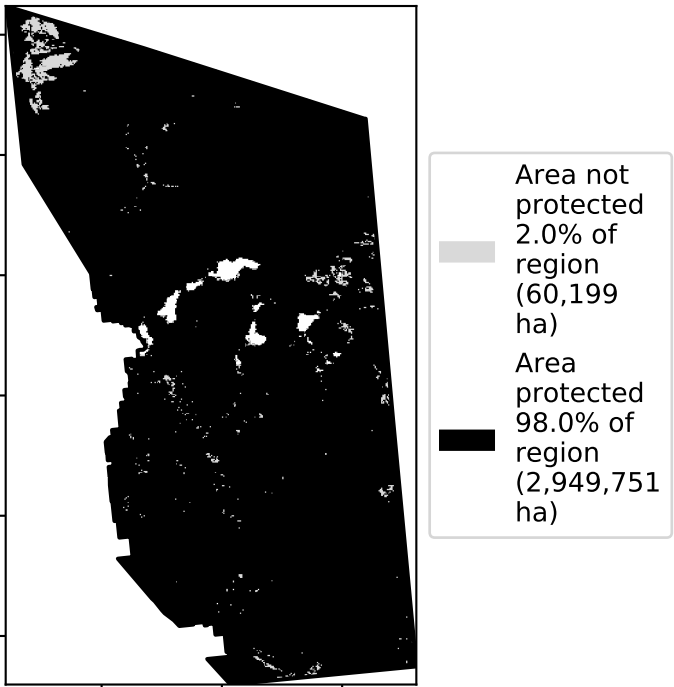 Area not
protected
2.0% of
region
(60,199
ha)
Area
protected
98.0% of
region
(2,949,751
ha)